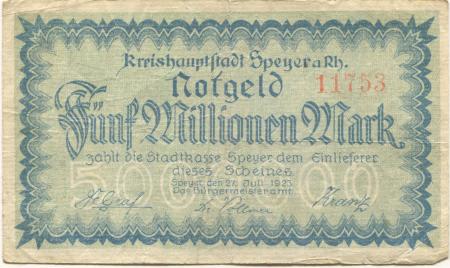 Kreishauptstadt Speyer a Rh.
Notgeld 11753
Fünf Millionen Mark
zahlt die Stadtkasse Speyer dem Einlieferer
dieses Scheines
Speyer, den 27. Juli 1923
Das Bürgermeisteramt